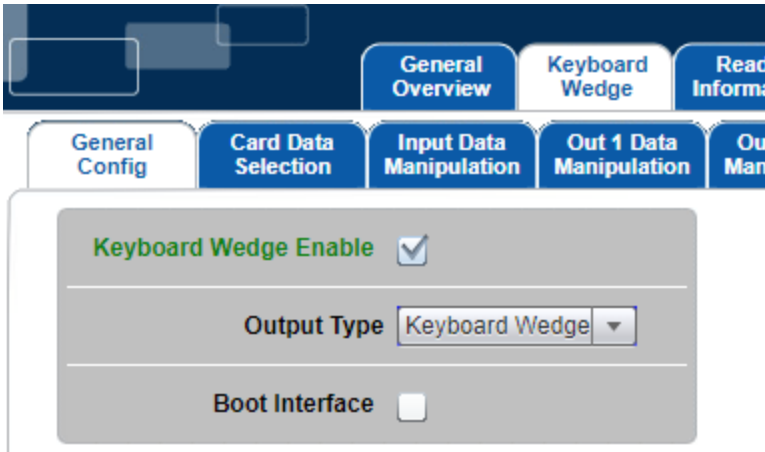 General
Overview
Keyboard
Wedge
General
Config
Card Data
Selection
Input Data
Manipulation
Out 1 Data
Manipulation
Keyboard Wedge Enable
Output Type Keyboard Wedge
Boot Interface